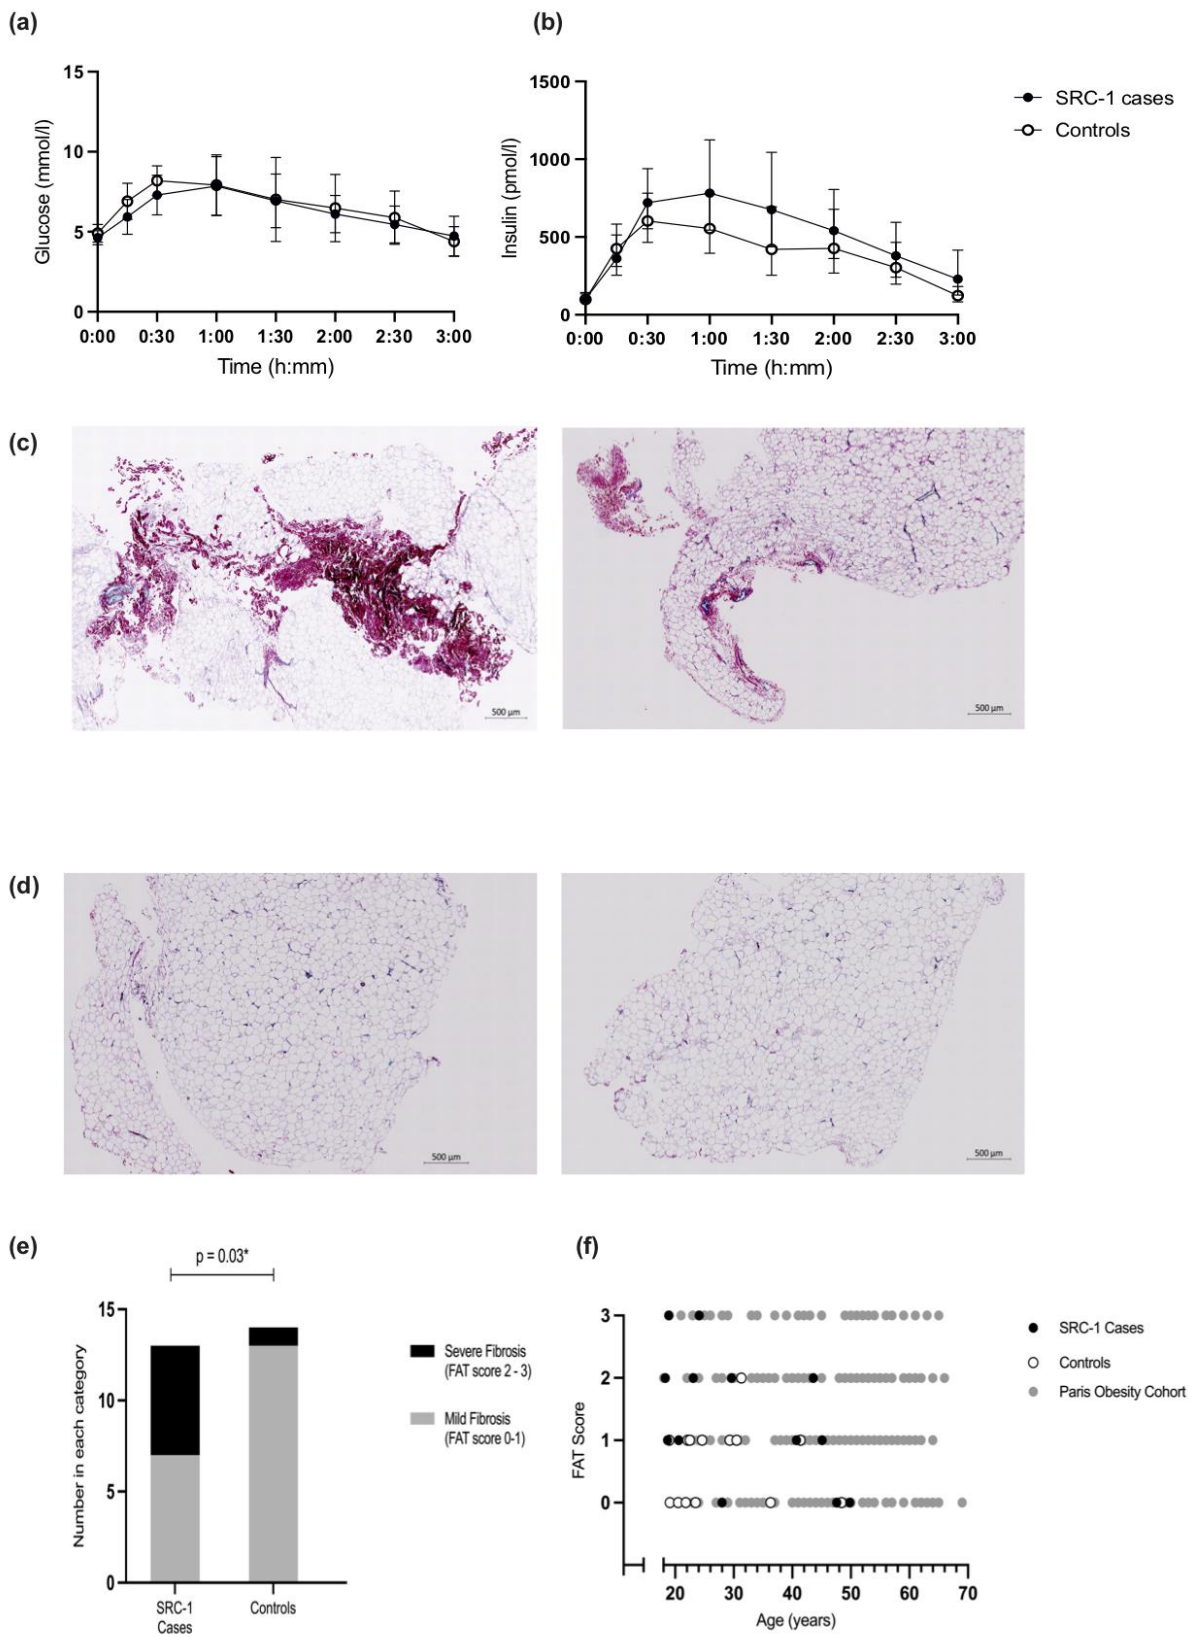 (a)
15
10
5
0
Glucose (mmol/l)
0:00 0:30 1:00 1:30 2:00 2:30 3:00
Time (h:mm)
(b)
1500
1000
500
0
Insulin (pmol/l)
0:00 0:30 1:00 1:30 2:00 2:30 3:00
Time (h:mm)
SRC-1 cases
Controls
(c)
500 µm
500 µm
(d)
500 µm
500 µm
(e)
p = 0.03*
15
10
5
0
Number in each category
SRC-1
Cases
Controls
Severe Fibrosis
(FAT score 2 - 3)
Mild Fibrosis
(FAT score 0-1)
(f)
3
2
1
0
FAT Score
20 30 40 50 60 70
Age (years)
SRC-1 Cases
Controls
Paris Obesity Cohort